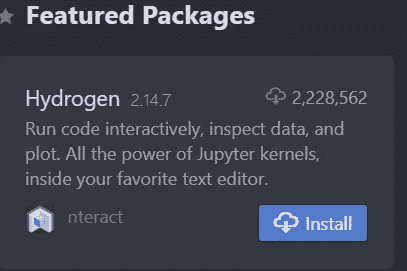 Featured Packages
Hydrogen 2.14.7 2,228,562
Run code interactively, inspect data, and
plot. All the power of Jupyter kernels,
inside your favorite text editor.
nteract Install